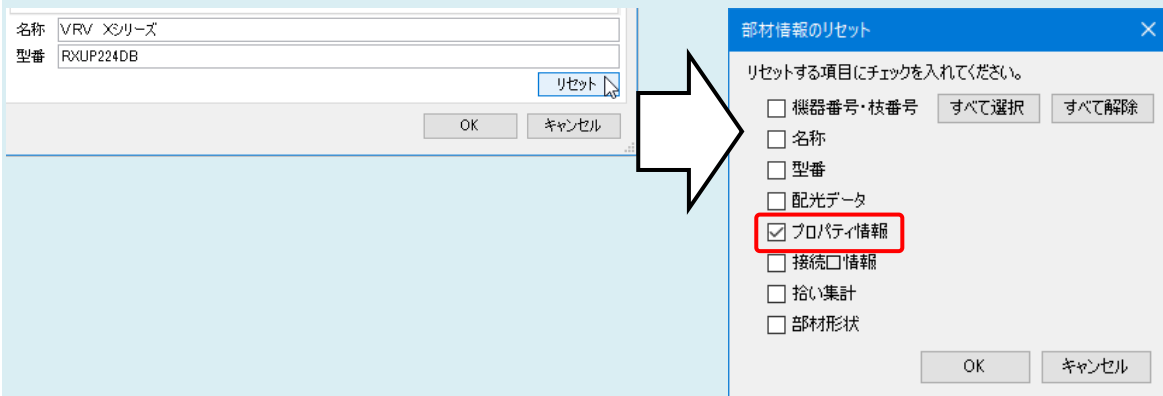 名称 VRV Xシリーズ
型番 RXUP224DB
リセット
OK キャンセル
部材情報のリセット
リセットする項目にチェックを入れてください。
機器番号・枝番号 すべて選択 すべて解除
名称
型番
配光データ
プロパティ情報
接続口情報
拾い集計
部材形状
OK キャンセル